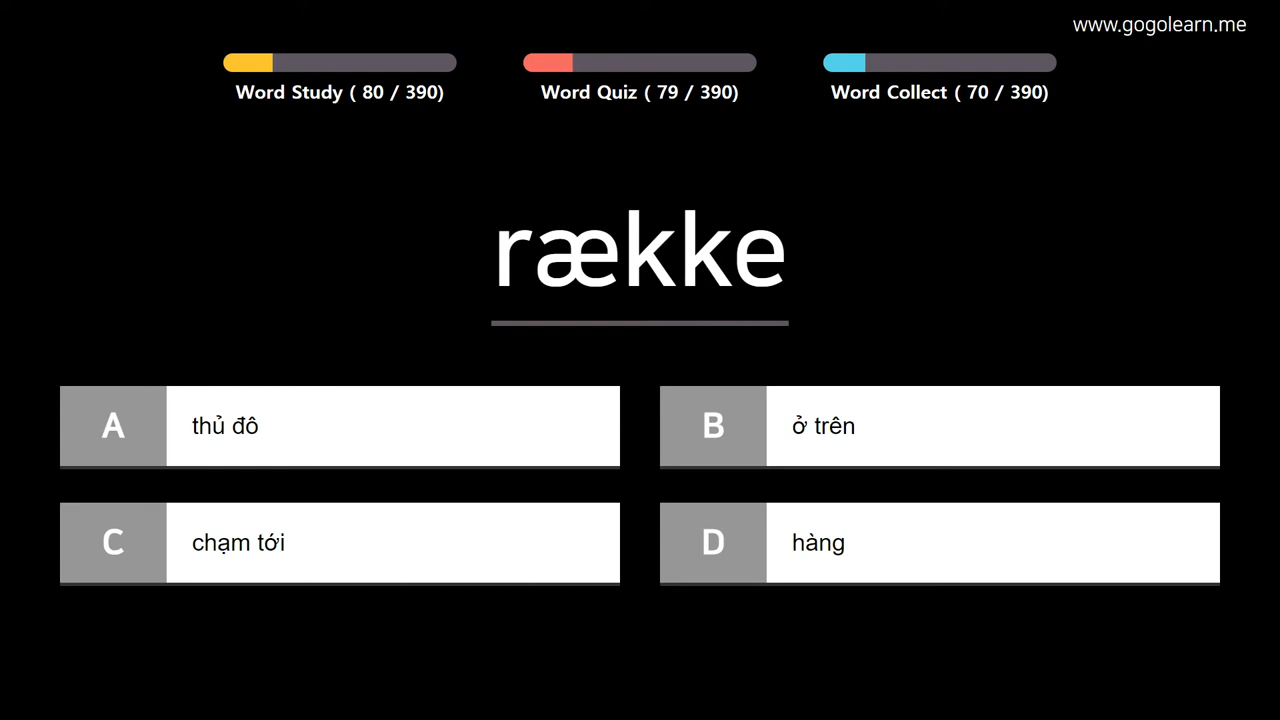 www.gogolearn.me
Word Study ( 80 / 390)
Word Quiz ( 79 / 390)
Word Collect ( 70 / 390)
række
A thủ đô
B ở trên
C chạm tới
D hàng